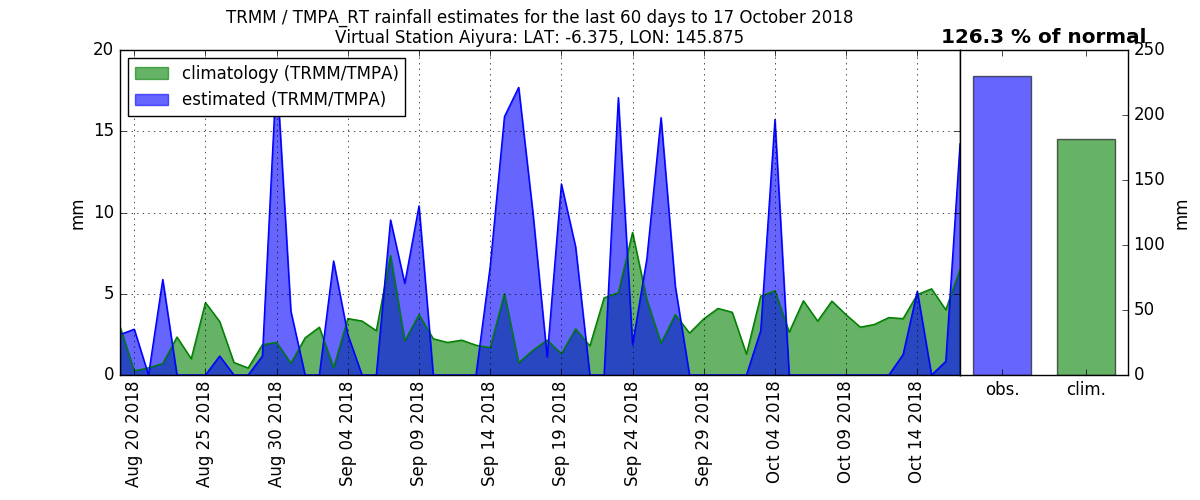 TRMM / TMPA_RT rainfall estimates for the last 60 days to 17 October 2018
Virtual Station Aiyura: LAT: -6.375, LON: 145.875
126.3 % of normal
climatology (TRMM/TMPA)
estimated (TRMM/TMPA)
mm
20
15
10
5
0
250
200
150
100
50
0
mm
Aug 20 2018
Aug 25 2018
Aug 30 2018
Sep 04 2018
Sep 09 2018
Sep 14 2018
Sep 19 2018
Sep 24 2018
Sep 29 2018
Oct 04 2018
Oct 09 2018
Oct 14 2018
obs.
clim.